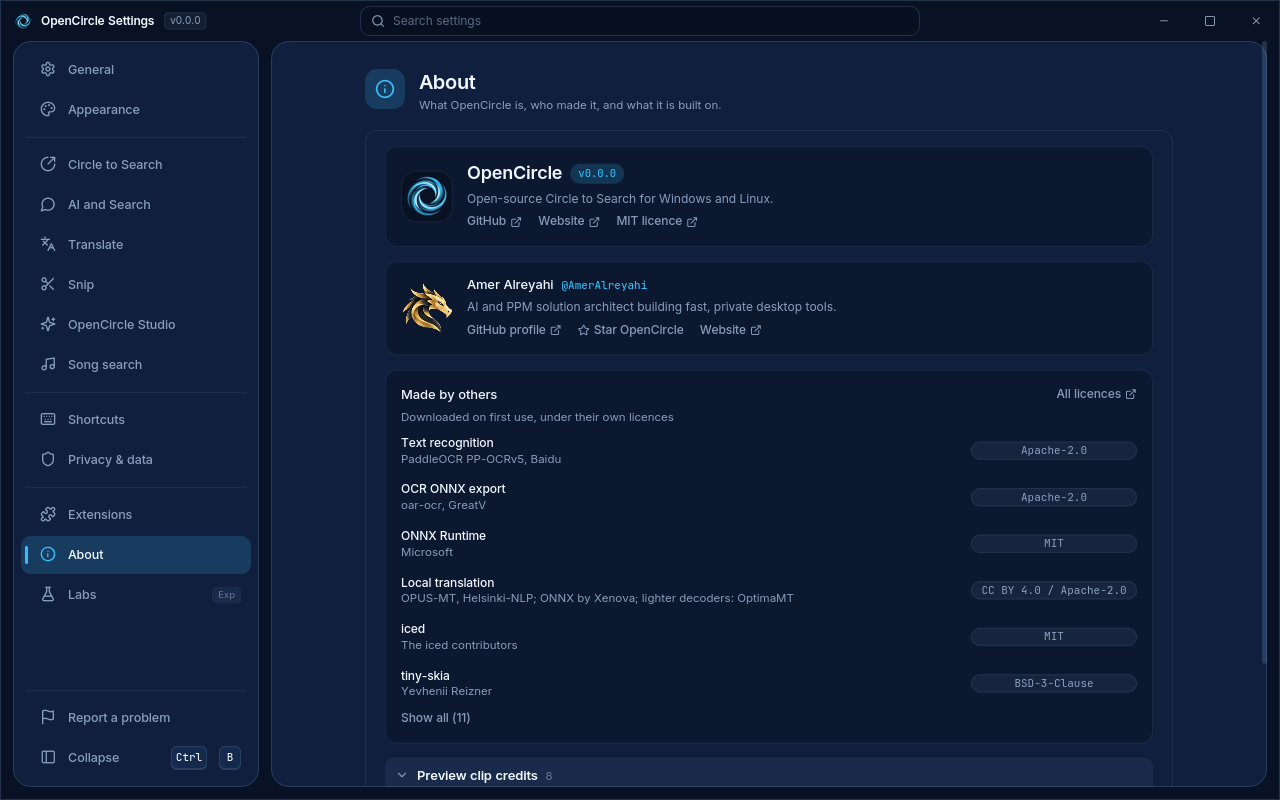 OpenCircle Settings v0.0.0
Search settings
General
Appearance
Circle to Search
AI and Search
Translate
Snip
OpenCircle Studio
Song search
Shortcuts
Privacy & data
Extensions
About
Labs Exp
Report a problem
Collapse Ctrl B
About
What OpenCircle is, who made it, and what it is built on.
OpenCircle v0.0.0
Open-source Circle to Search for Windows and Linux.
GitHub Website MIT licence
Amer Alreyahi @AmerAlreyahi
AI and PPM solution architect building fast, private desktop tools.
GitHub profile Star OpenCircle Website
Made by others All licences
Downloaded on first use, under their own licences
Text recognition
PaddleOCR PP-OCRv5, Baidu
Apache-2.0
OCR ONNX export
oar-ocr, GreatV
Apache-2.0
ONNX Runtime
Microsoft
MIT
Local translation
OPUS-MT, Helsinki-NLP; ONNX by Xenova; lighter decoders: OptimaMT
CC BY 4.0 / Apache-2.0
iced
The iced contributors
MIT
tiny-skia
Yevhenii Reizner
BSD-3-Clause
Show all (11)
Preview clip credits 8